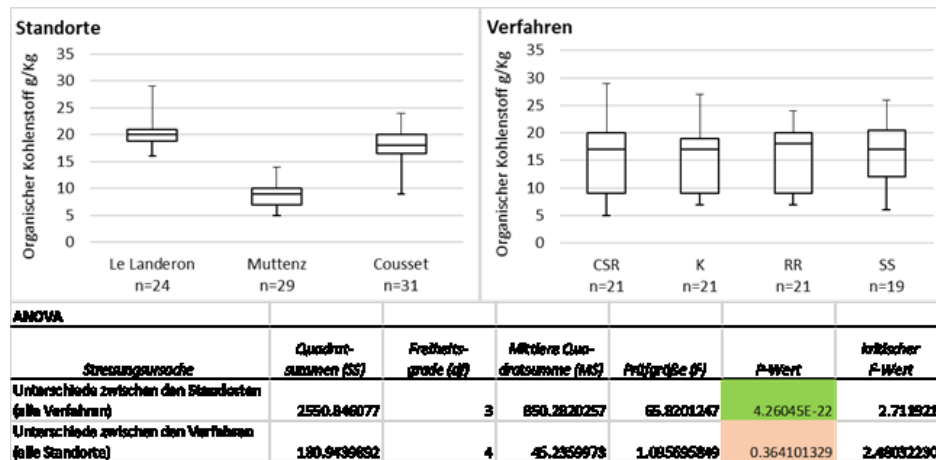 Standorte
Organischer Kohlenstoff g/Kg
35
30
25
20
15
10
5
0
Le Landeron
Muttenz
Cousset
n=24
n=29
n=31
Verfahren
Organischer Kohlenstoff g/Kg
35
30
25
20
15
10
5
0
CSR
K
RR
SS
n=21
n=21
n=21
n=19
ANOVA
Streuungsursache
Quadrat-
summen (SS)
Freiheits-
grade (df)
Mittlere Qua-
dratsumme (MS)
Prüfgröße (F)
P-Wert
kritischer
F-Wert
Unterschiede zwischen den Standorten
(alle Verfahren)
2550.846077
3
850.2820257
65.8201247
4.26045E-22
2.711921
Unterschiede zwischen den Verfahren
(alle Standorte)
180.9439892
4
45.2359973
1.095695849
0.364101329
2.48032230